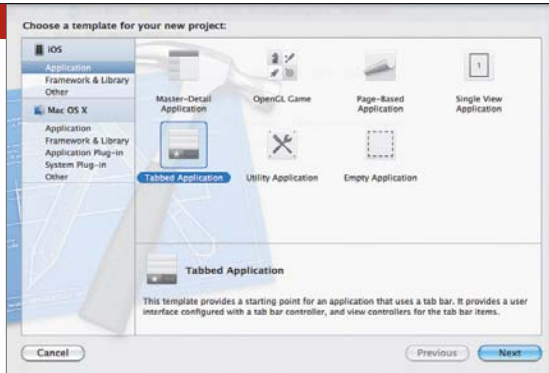 Choose a template for your new project:
iOS
Application
Framework & Library
Other
Mac OS X
Application
Framework & Library
Application Plug-in
System Plug-in
Other
Master-Detail
Application
OpenGL Game
Page-Based
Application
1
Single View
Application
Tabbed Application
Utility Application
Empty Application
Tabbed Application
This template provides a starting point for an application that uses a tab bar. It provides a user
interface configured with a tab bar controller, and view controllers for the tab bar items.
Cancel
Previous
Next